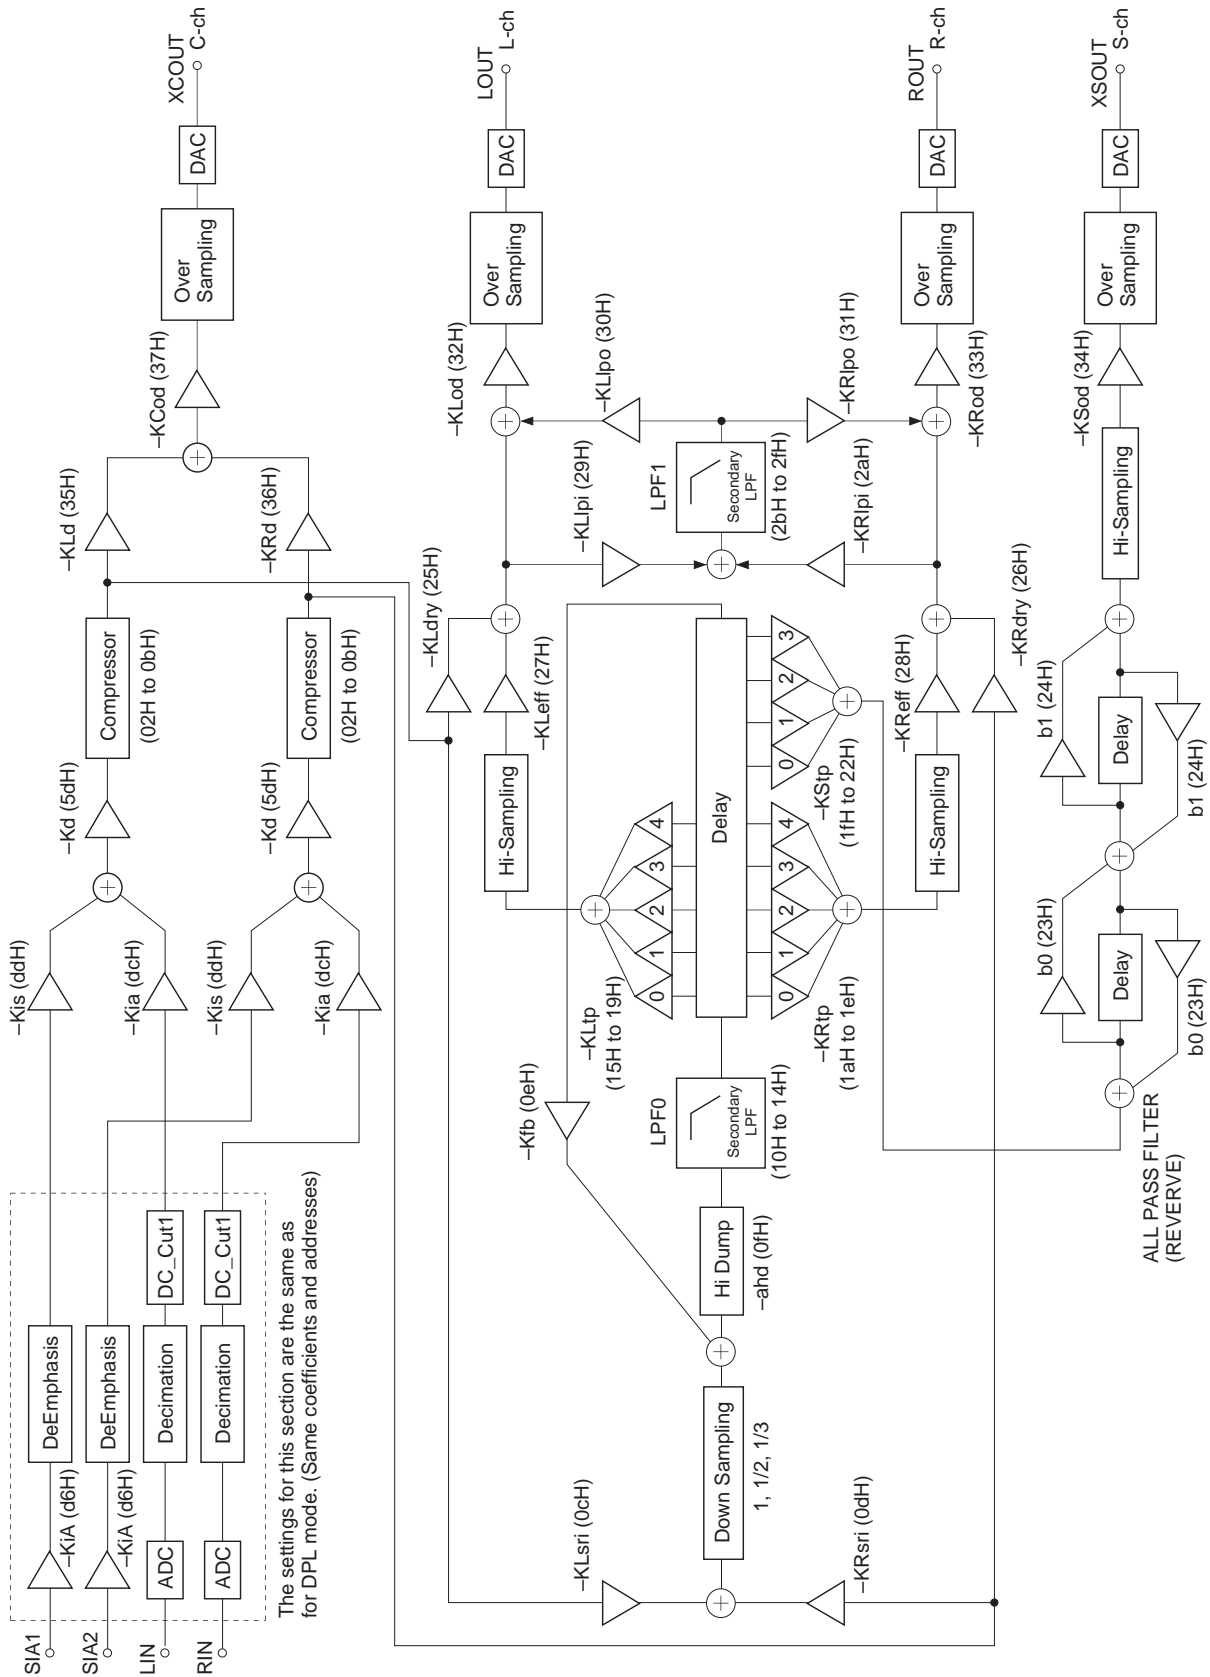 SIA1
SIA2
LIN
RIN
–KiA (d6H)
–KiA (d6H)
ADC
ADC
DeEmphasis
DeEmphasis
Decimation
Decimation
DC_Cut1
DC_Cut1
The settings for this section are the same as
for DPL mode. (Same coefficients and addresses)
–Kis (ddH)
–Kia (dcH)
–Kis (ddH)
–Kia (dcH)
+
+
–Kd (5dH)
–Kd (5dH)
Compressor
(02H to 0bH)
Compressor
(02H to 0bH)
–KLd (35H)
–KRd (36H)
+
–KCod (37H)
Over
Sampling
DAC
XCOUT
C-ch
–KLsri (0cH)
–KRsri (0dH)
+
Down Sampling
1, 1/2, 1/3
+
–Kfb (0eH)
Hi Dump
–ahd (0fH)
LPF0
Secondary
LPF
(10H to 14H)
–KLtp
(15H to 19H)
0
1
2
3
4
+
Delay
–KRtp
(1aH to 1eH)
0
1
2
3
4
+
–KStp
(1fH to 22H)
0
1
2
3
+
Hi-Sampling
Hi-Sampling
–KLdry (25H)
–KLeff (27H)
–KReff (28H)
–KRdry (26H)
+
+
–KLlpi (29H)
–KRlpi (2aH)
+
LPF1
Secondary
LPF
(2bH to 2fH)
–KLlpo (30H)
–KRlpo (31H)
+
+
–KLod (32H)
–KRod (33H)
Over
Sampling
DAC
LOUT
L-ch
Over
Sampling
DAC
ROUT
R-ch
ALL PASS FILTER
(REVERVE)
+
b0 (23H)
Delay
b0 (23H)
+
b1 (24H)
Delay
b1 (24H)
+
Hi-Sampling
–KSod (34H)
Over
Sampling
DAC
XSOUT
S-ch